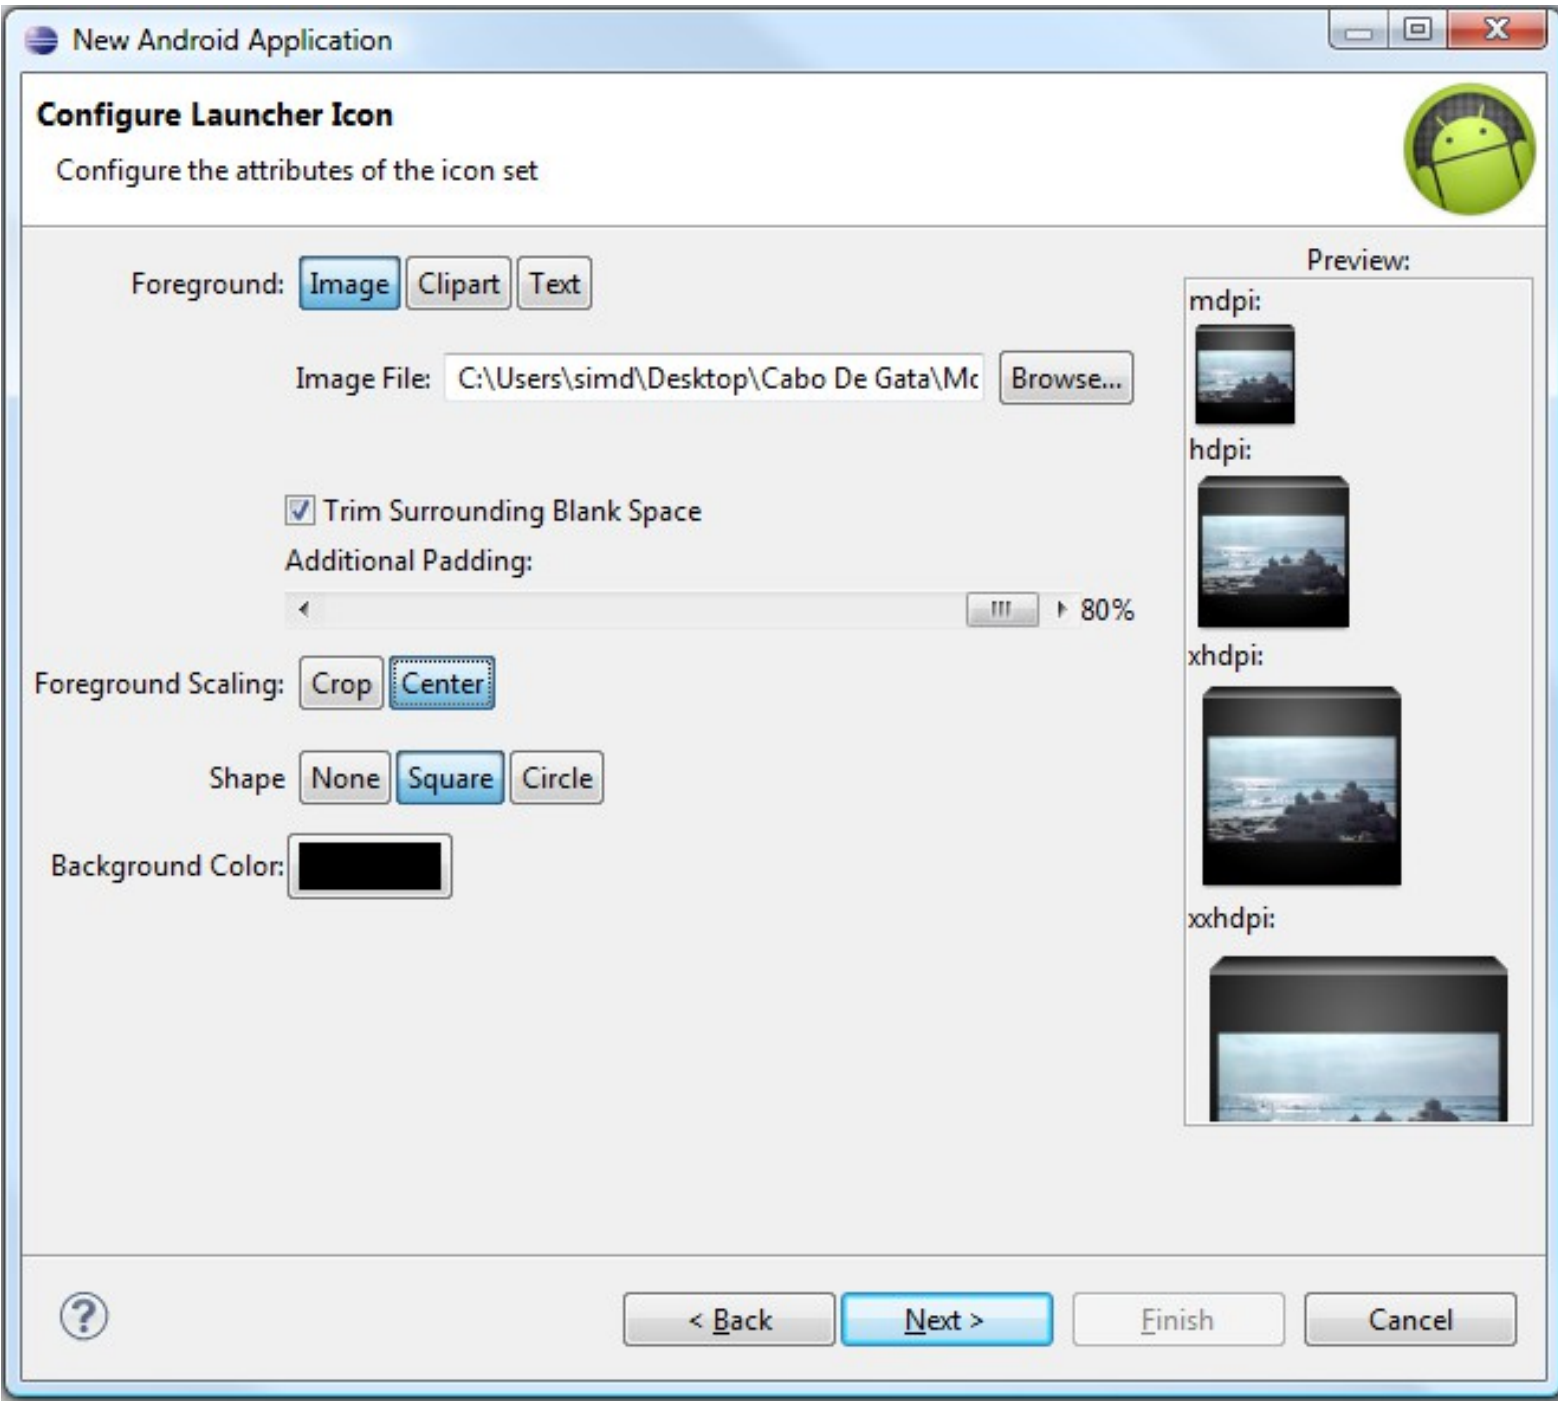 New Android Application
Configure Launcher Icon
Configure the attributes of the icon set
Foreground: Image Clipart Text
Image File: C:\Users\simd\Desktop\Cabo De Gata\Mc Browse...
Trim Surrounding Blank Space
Additional Padding:
80%
Foreground Scaling: Crop Center
Shape None Square Circle
Background Color:
Preview:
mdpi:
hdpi:
xhdpi:
xxhdpi:
? < Back Next > Finish Cancel